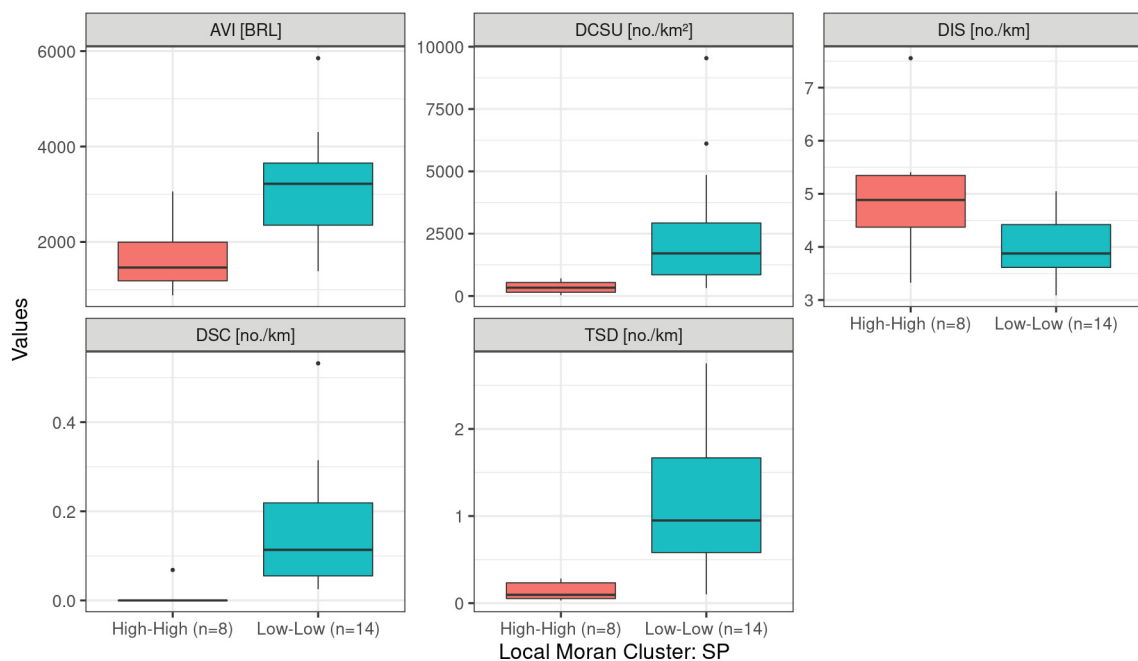 AVI [BRL]
DCSU [no./km²]
DIS [no./km]
6000
4000
2000
10000
7500
5000
2500
0
7
6
5
4
3
High-High (n=8)
Low-Low (n=14)
Values
DSC [no./km]
TSD [no./km]
0.4
0.2
0.0
2
1
0
High-High (n=8)
Low-Low (n=14)
High-High (n=8)
Low-Low (n=14)
Local Moran Cluster: SP